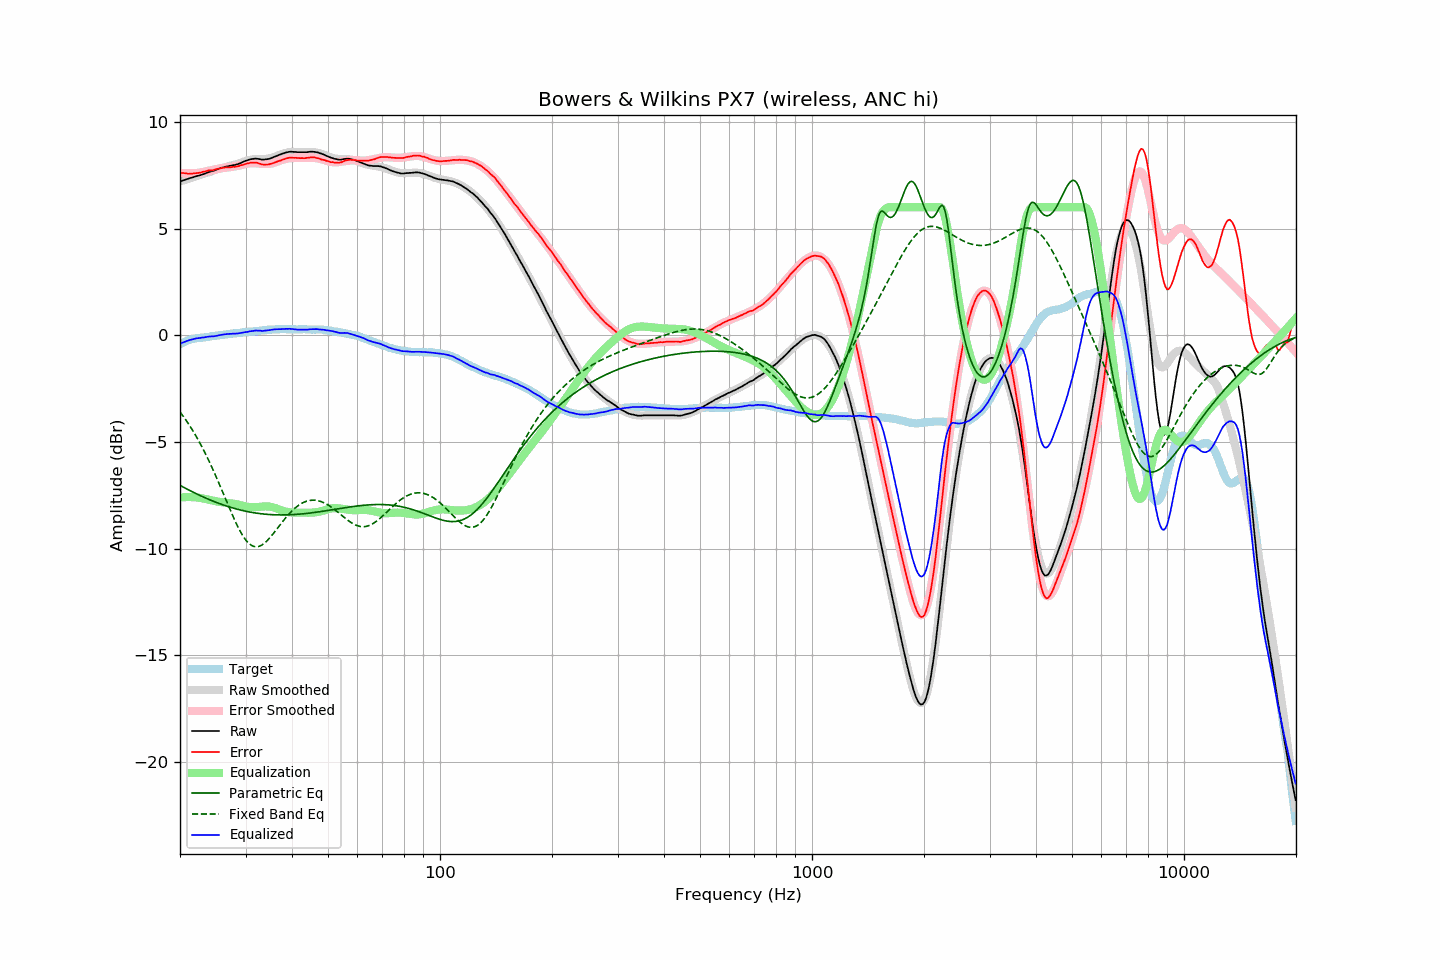 Bowers & Wilkins PX7 (wireless, ANC hi)
10
5
0
−5
−10
−15
−20
Amplitude (dBr)
Target
Raw Smoothed
Error Smoothed
Raw
Error
Equalization
Parametric Eq
Fixed Band Eq
Equalized
100
1000
10000
Frequency (Hz)